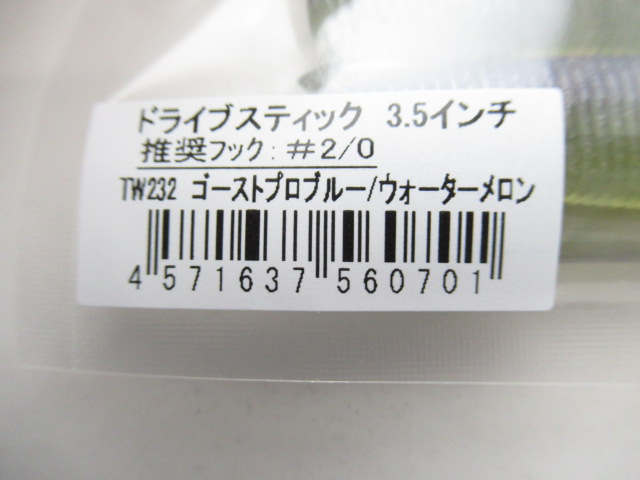 ドライブスティック 3.5インチ
推奨フック:#2/0
TW232 ゴーストプロブルー/ウォーターメロン
4 571637 560701